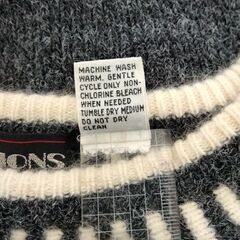 MACHINE WASH
WARM, GENTLE
CYCLE ONLY NON-
CHLORINE BLEACH
WHEN NEEDED
TUMBLE DRY MEDIUM
DO NOT DRY
CLEAN